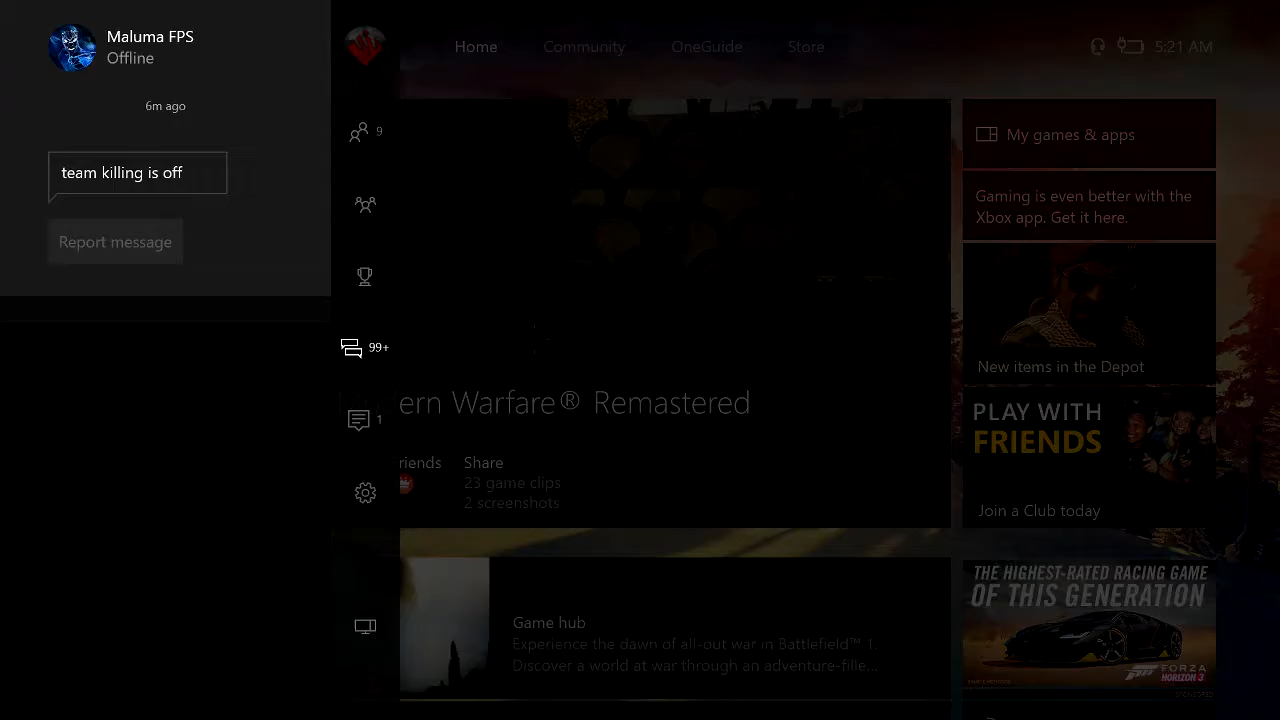 Maluma FPS
Offline
6m ago
team killing is off
Report message
9
99+
1
Home
Community
OneGuide
Store
5:21 AM
ern Warfare® Remastered
riends
Share
23 game clips
2 screenshots
My games & apps
Gaming is even better with the
Xbox app. Get it here.
New items in the Depot
PLAY WITH
FRIENDS
Join a Club today
Game hub
Experience the dawn of all-out war in Battlefield™ 1.
Discover a world at war through an adventure-fille...
THE HIGHEST-RATED RACING GAME
OF THIS GENERATION
FORZA
HORIZON 3